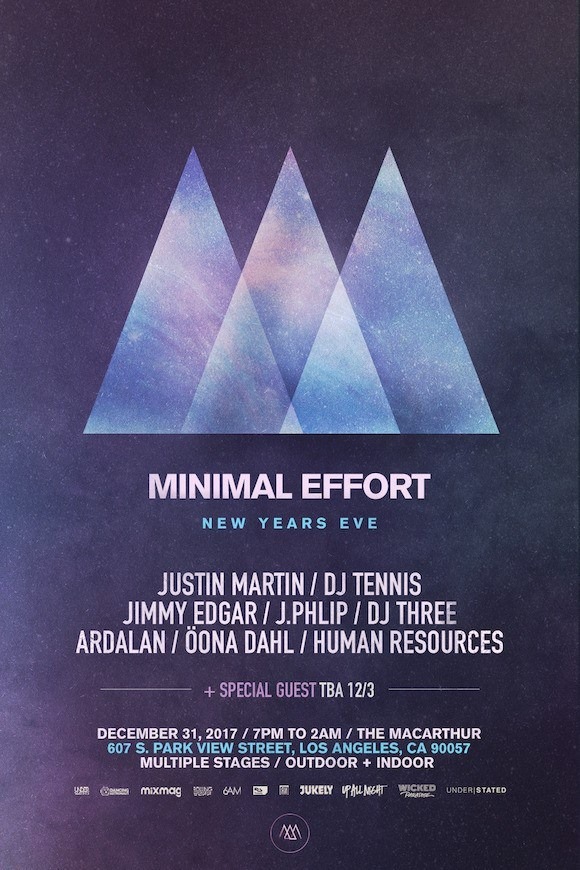 MINIMAL EFFORT
NEW YEARS EVE
JUSTIN MARTIN / DJ TENNIS
JIMMY EDGAR / J.PHLIP / DJ THREE
ARDALAN / ÖONA DAHL / HUMAN RESOURCES
+ SPECIAL GUEST TBA 12/3
DECEMBER 31, 2017 / 7PM TO 2AM / THE MACARTHUR
607 S. PARK VIEW STREET, LOS ANGELES, CA 90057
MULTIPLE STAGES / OUTDOOR + INDOOR
mixmag 6AM JUKELY UP ALL NIGHT WICKED PARADISE UNDER|STATED